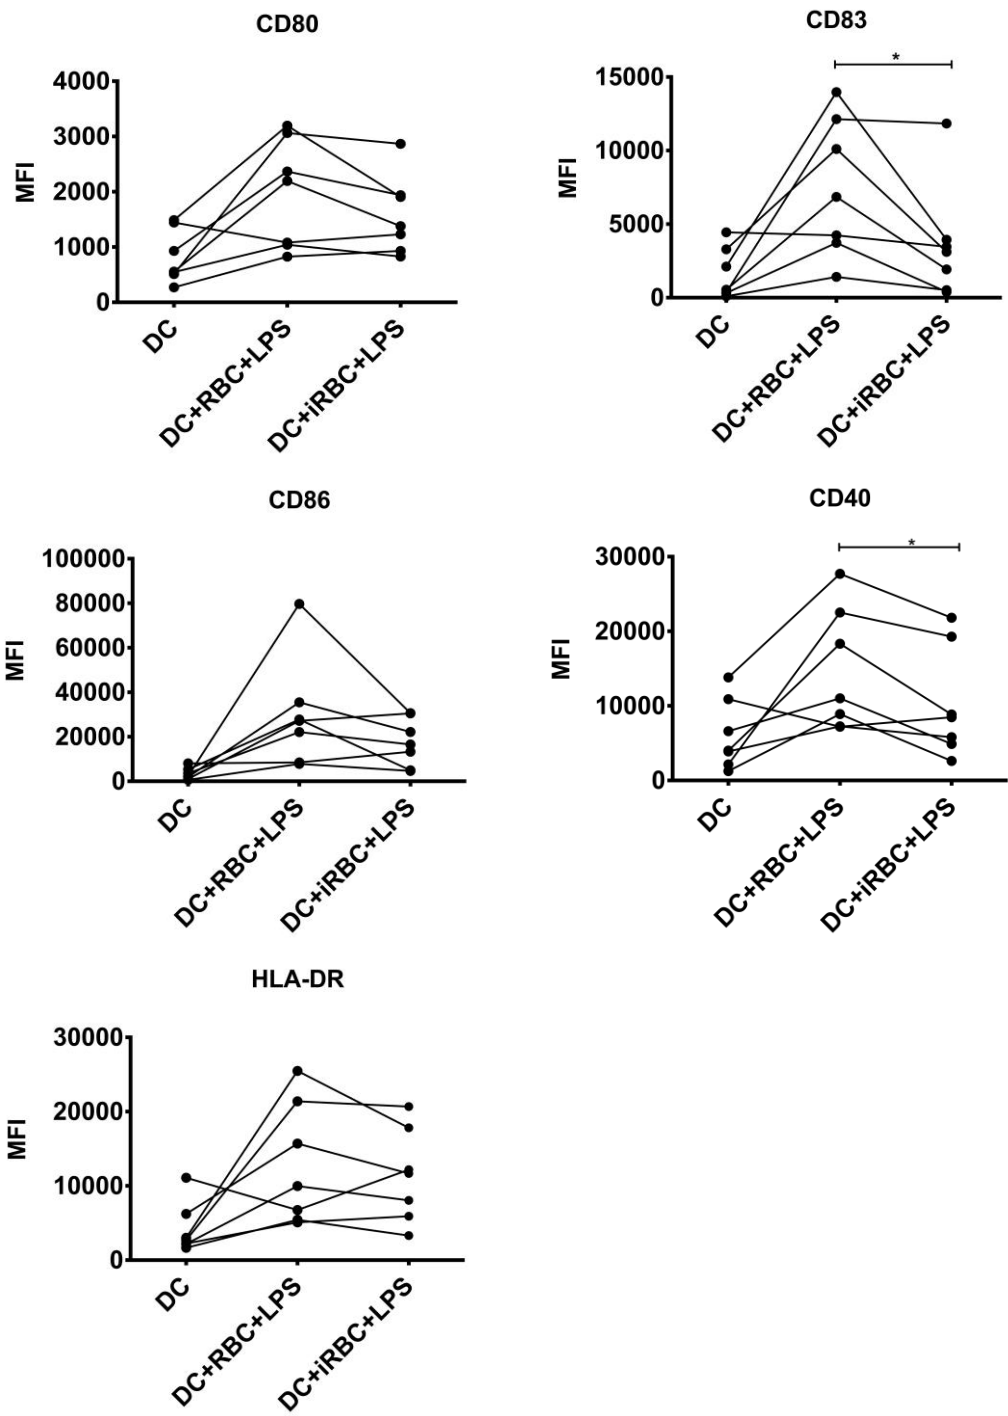 CD80
4000
3000
2000
1000
0
MFI
DC
DC+RBC+LPS
DC+iRBC+LPS
CD83
*
15000
10000
5000
0
MFI
DC
DC+RBC+LPS
DC+iRBC+LPS
CD86
100000
80000
60000
40000
20000
0
MFI
DC
DC+RBC+LPS
DC+iRBC+LPS
CD40
*
30000
20000
10000
0
MFI
DC
DC+RBC+LPS
DC+iRBC+LPS
HLA-DR
30000
20000
10000
0
MFI
DC
DC+RBC+LPS
DC+iRBC+LPS